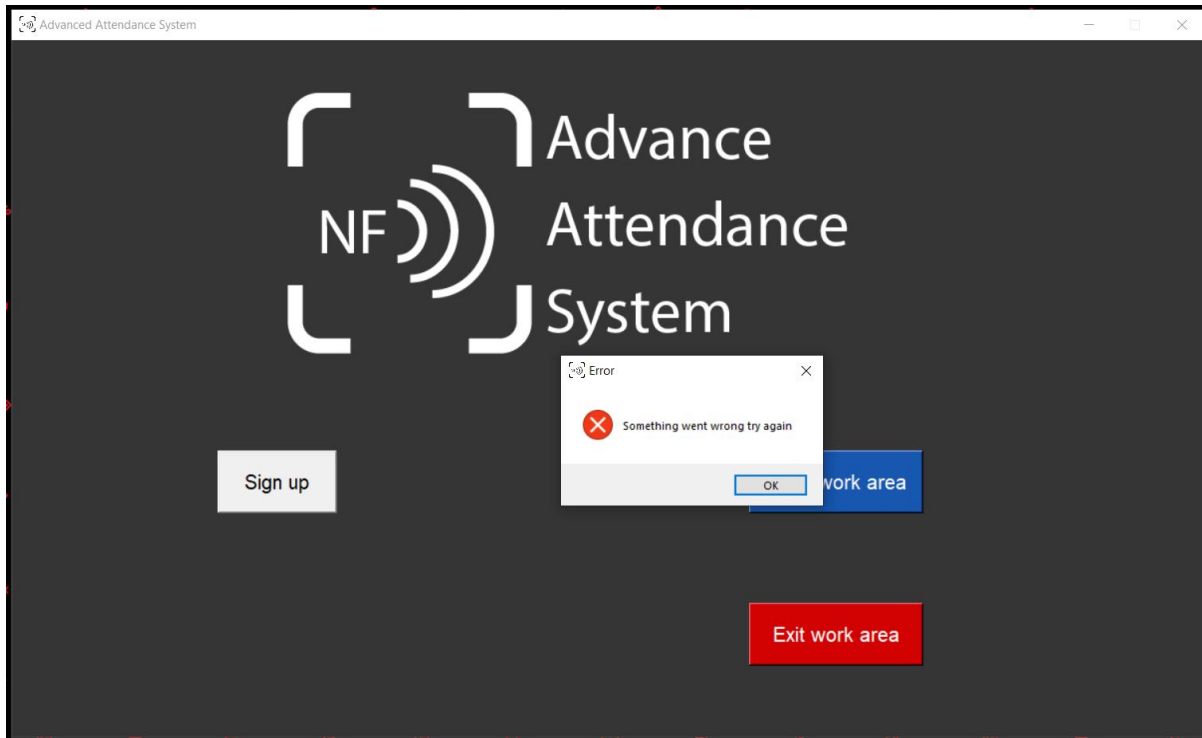 Advanced Attendance System
Advance
NF
Attendance
System
Error
Something went wrong try again
OK
Sign up
work area
Exit work area